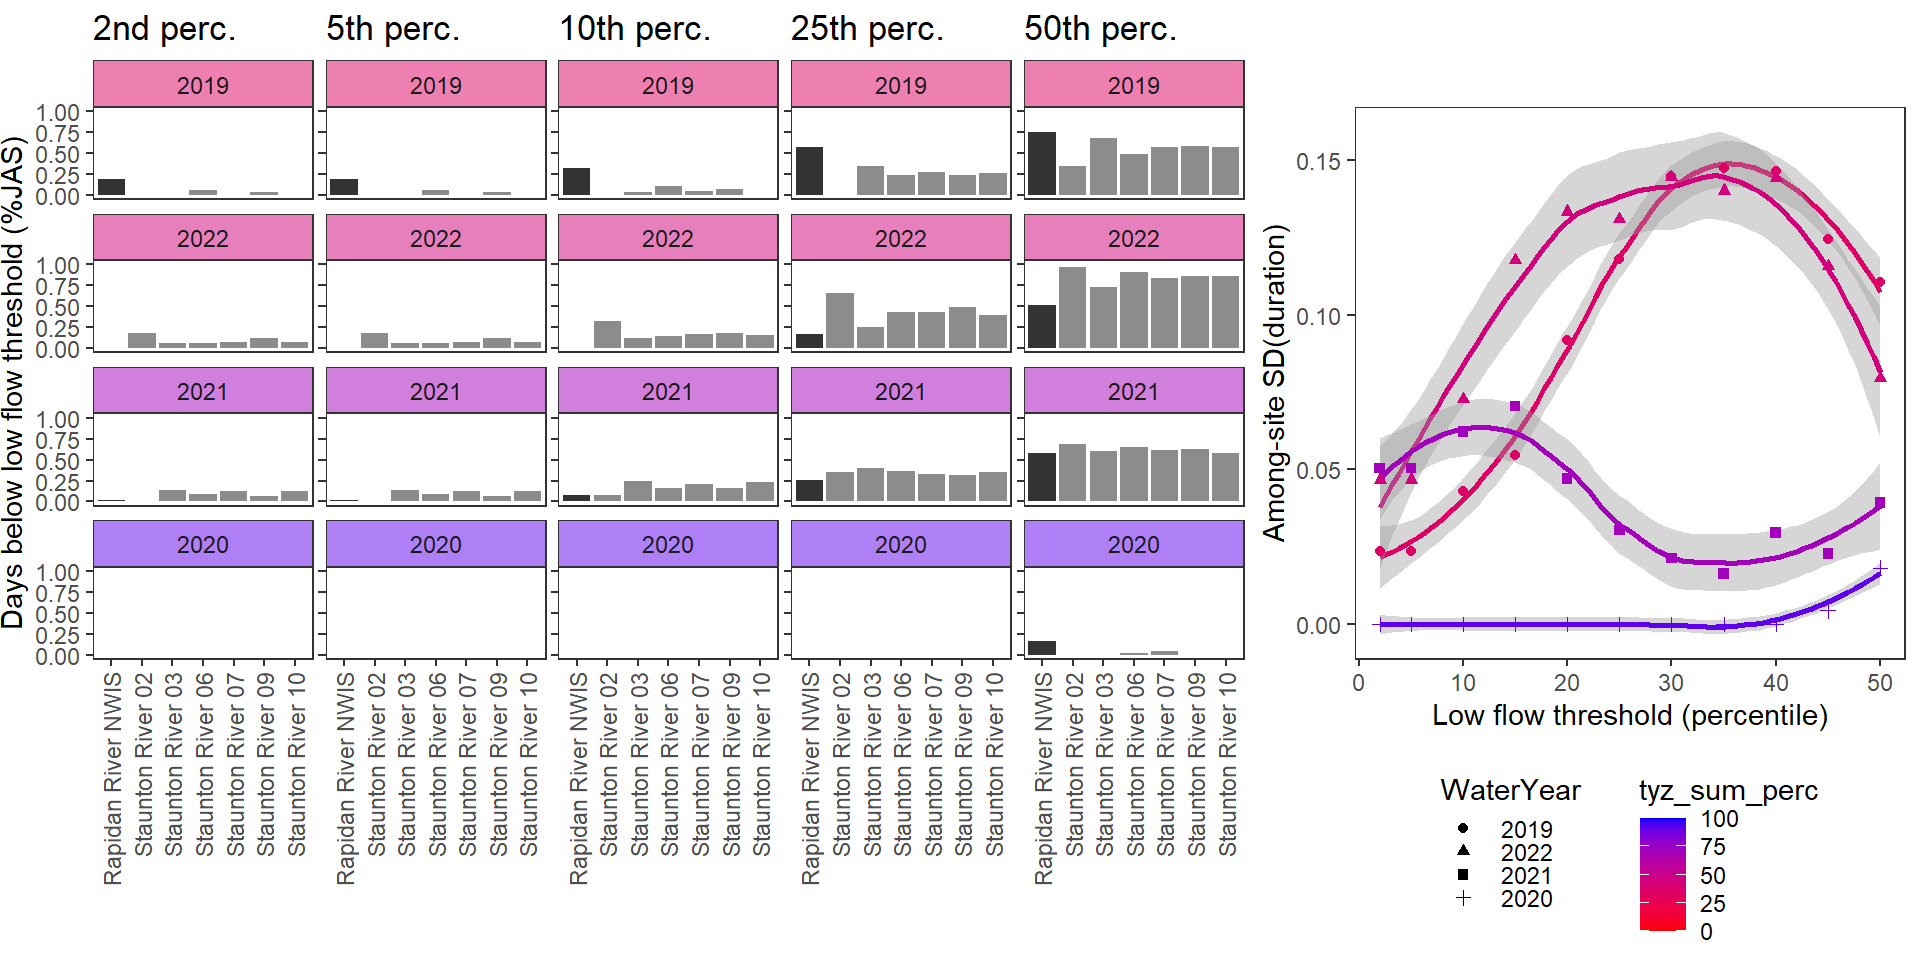 2nd perc. 5th perc. 10th perc. 25th perc. 50th perc.
2019 2019 2019 2019 2019
1.00
0.75
0.50
0.25
0.00
2022 2022 2022 2022 2022
1.00
0.75
0.50
0.25
0.00
2021 2021 2021 2021 2021
1.00
0.75
0.50
0.25
0.00
2020 2020 2020 2020 2020
1.00
0.75
0.50
0.25
0.00
Days below low flow threshold (%JAS)
Rapidan River NWIS
Staunton River 02
Staunton River 03
Staunton River 06
Staunton River 07
Staunton River 09
Staunton River 10
Rapidan River NWIS
Staunton River 02
Staunton River 03
Staunton River 06
Staunton River 07
Staunton River 09
Staunton River 10
Rapidan River NWIS
Staunton River 02
Staunton River 03
Staunton River 06
Staunton River 07
Staunton River 09
Staunton River 10
Rapidan River NWIS
Staunton River 02
Staunton River 03
Staunton River 06
Staunton River 07
Staunton River 09
Staunton River 10
Rapidan River NWIS
Staunton River 02
Staunton River 03
Staunton River 06
Staunton River 07
Staunton River 09
Staunton River 10
Among-site SD(duration)
0.15
0.10
0.05
0.00
0 10 20 30 40 50
Low flow threshold (percentile)
WaterYear
2019
2022
2021
2020
tyz_sum_perc
100
75
50
25
0